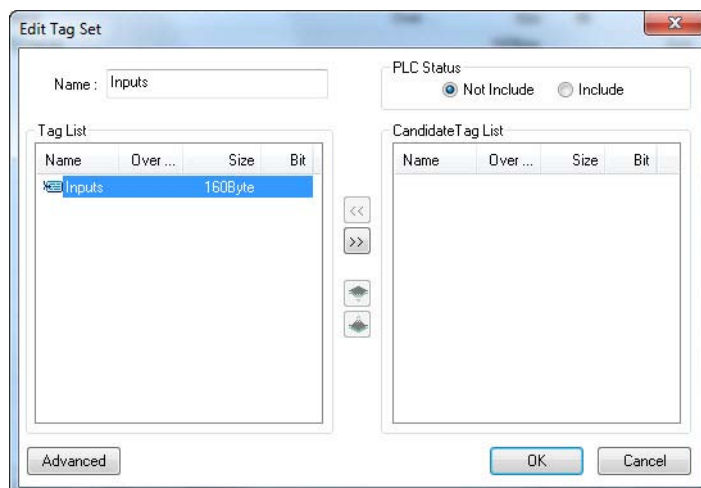 Edit Tag Set
Name : Inputs
PLC Status
Not Include Include
Tag List
Name Over ... Size Bit
Inputs 160Byte
<<
>>
CandidateTag List
Name Over ... Size Bit
Advanced
OK Cancel